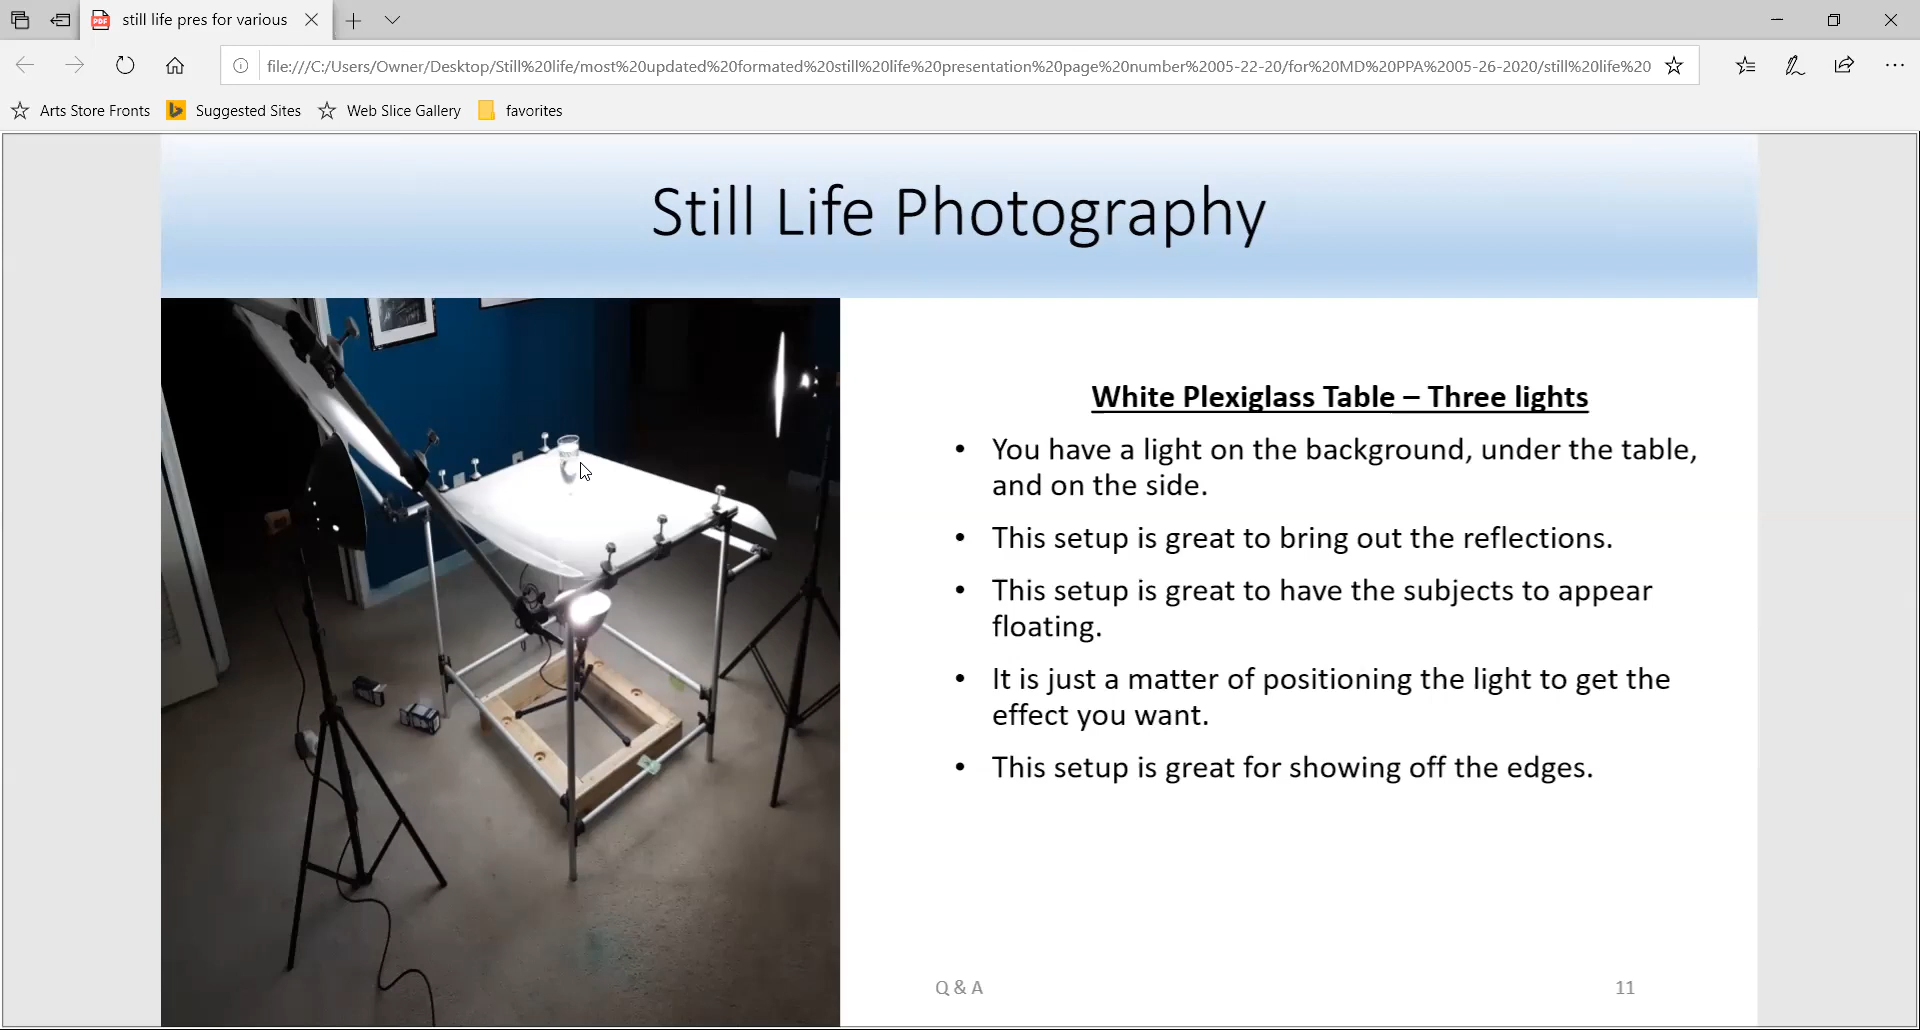 still life pres for various
file:///C:/Users/Owner/Desktop/Still%20life/most%20updated%20formated%20still%20life%20presentation%20page%20number%2005-22-20/for%20MD%20PPA%2005-26-2020/still%20life%20
Arts Store Fronts Suggested Sites Web Slice Gallery favorites
Still Life Photography
White Plexiglass Table – Three lights
• You have a light on the background, under the table,
and on the side.
• This setup is great to bring out the reflections.
• This setup is great to have the subjects to appear
floating.
• It is just a matter of positioning the light to get the
effect you want.
• This setup is great for showing off the edges.
Q & A 11